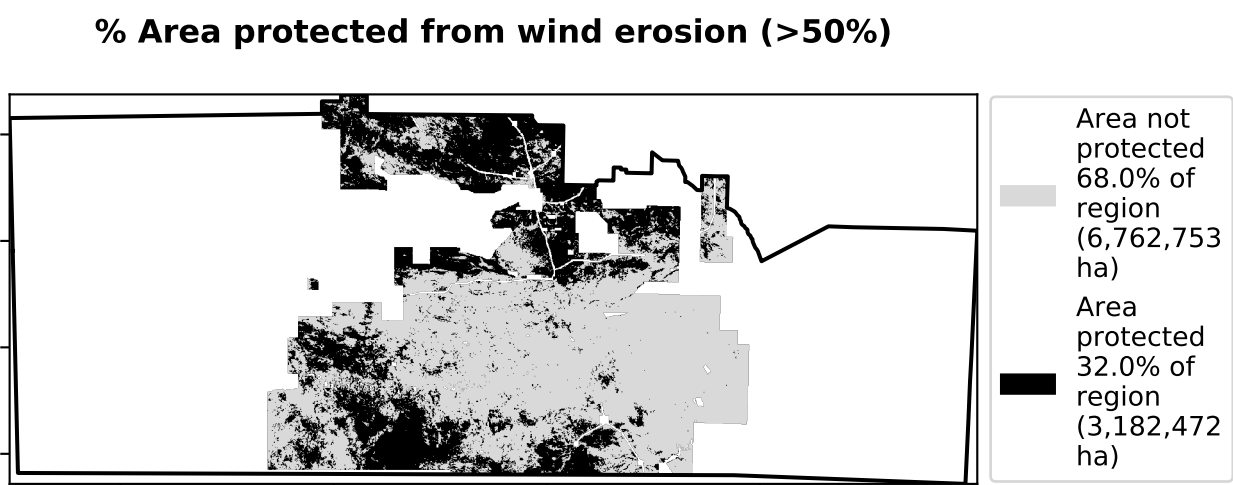 % Area protected from wind erosion (>50%)
Area not
protected
68.0% of
region
(6,762,753
ha)
Area
protected
32.0% of
region
(3,182,472
ha)